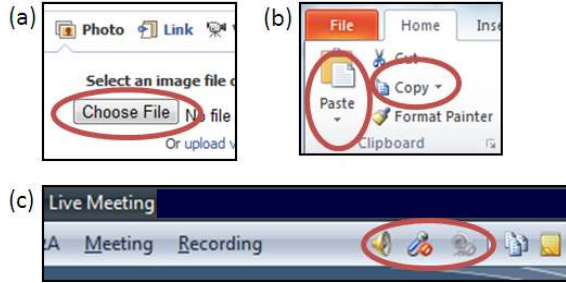 (a)
Photo Link
Select an image file o
Choose File No file
Or upload v
(b)
File Home Inse
Cut
Copy
Paste
Format Painter
Clipboard
(c)
Live Meeting
&A Meeting Recording